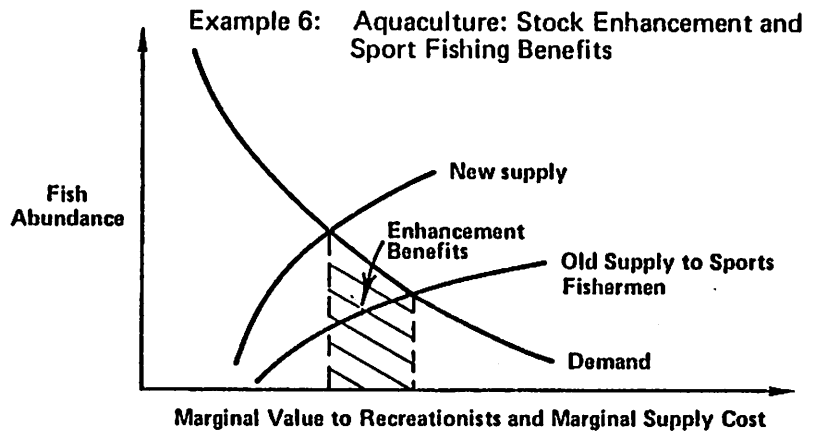 Example 6: Aquaculture: Stock Enhancement and
Sport Fishing Benefits
New supply
Fish
Abundance
Enhancement
Benefits
Old Supply to Sports
Fishermen
Demand
Marginal Value to Recreationists and Marginal Supply Cost